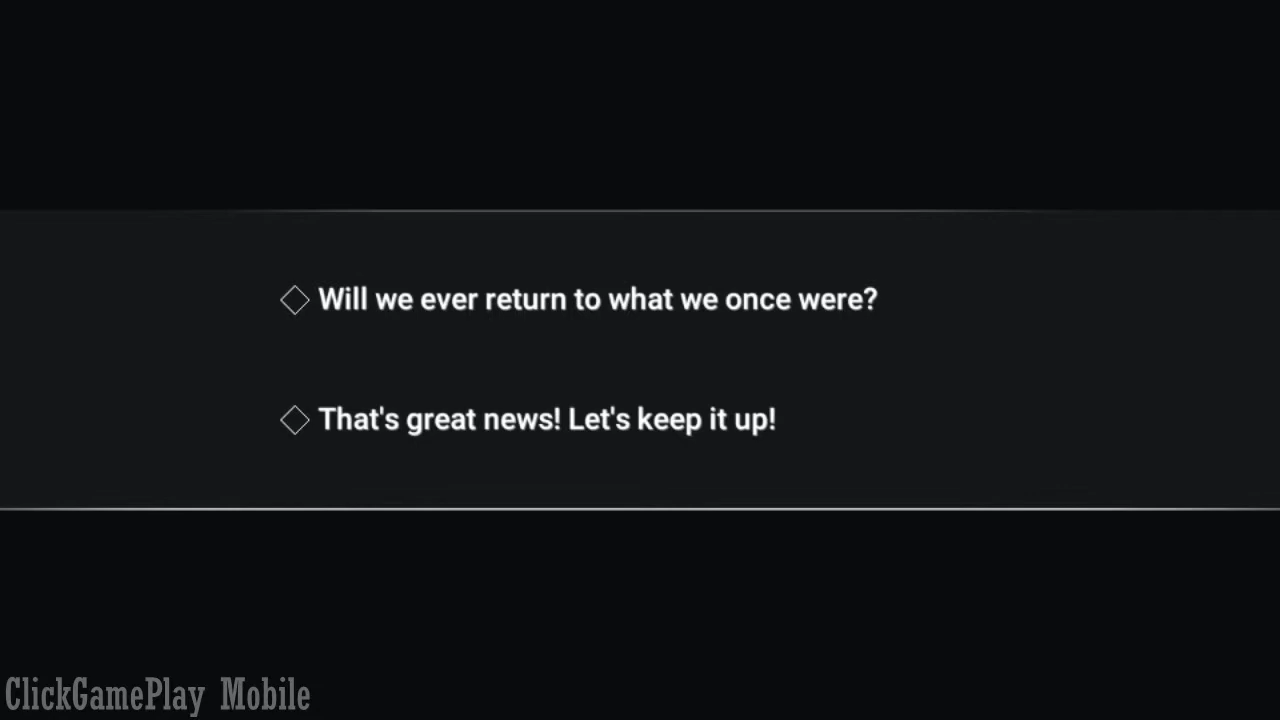 Will we ever return to what we once were?
That's great news! Let's keep it up!
ClickGamePlay Mobile